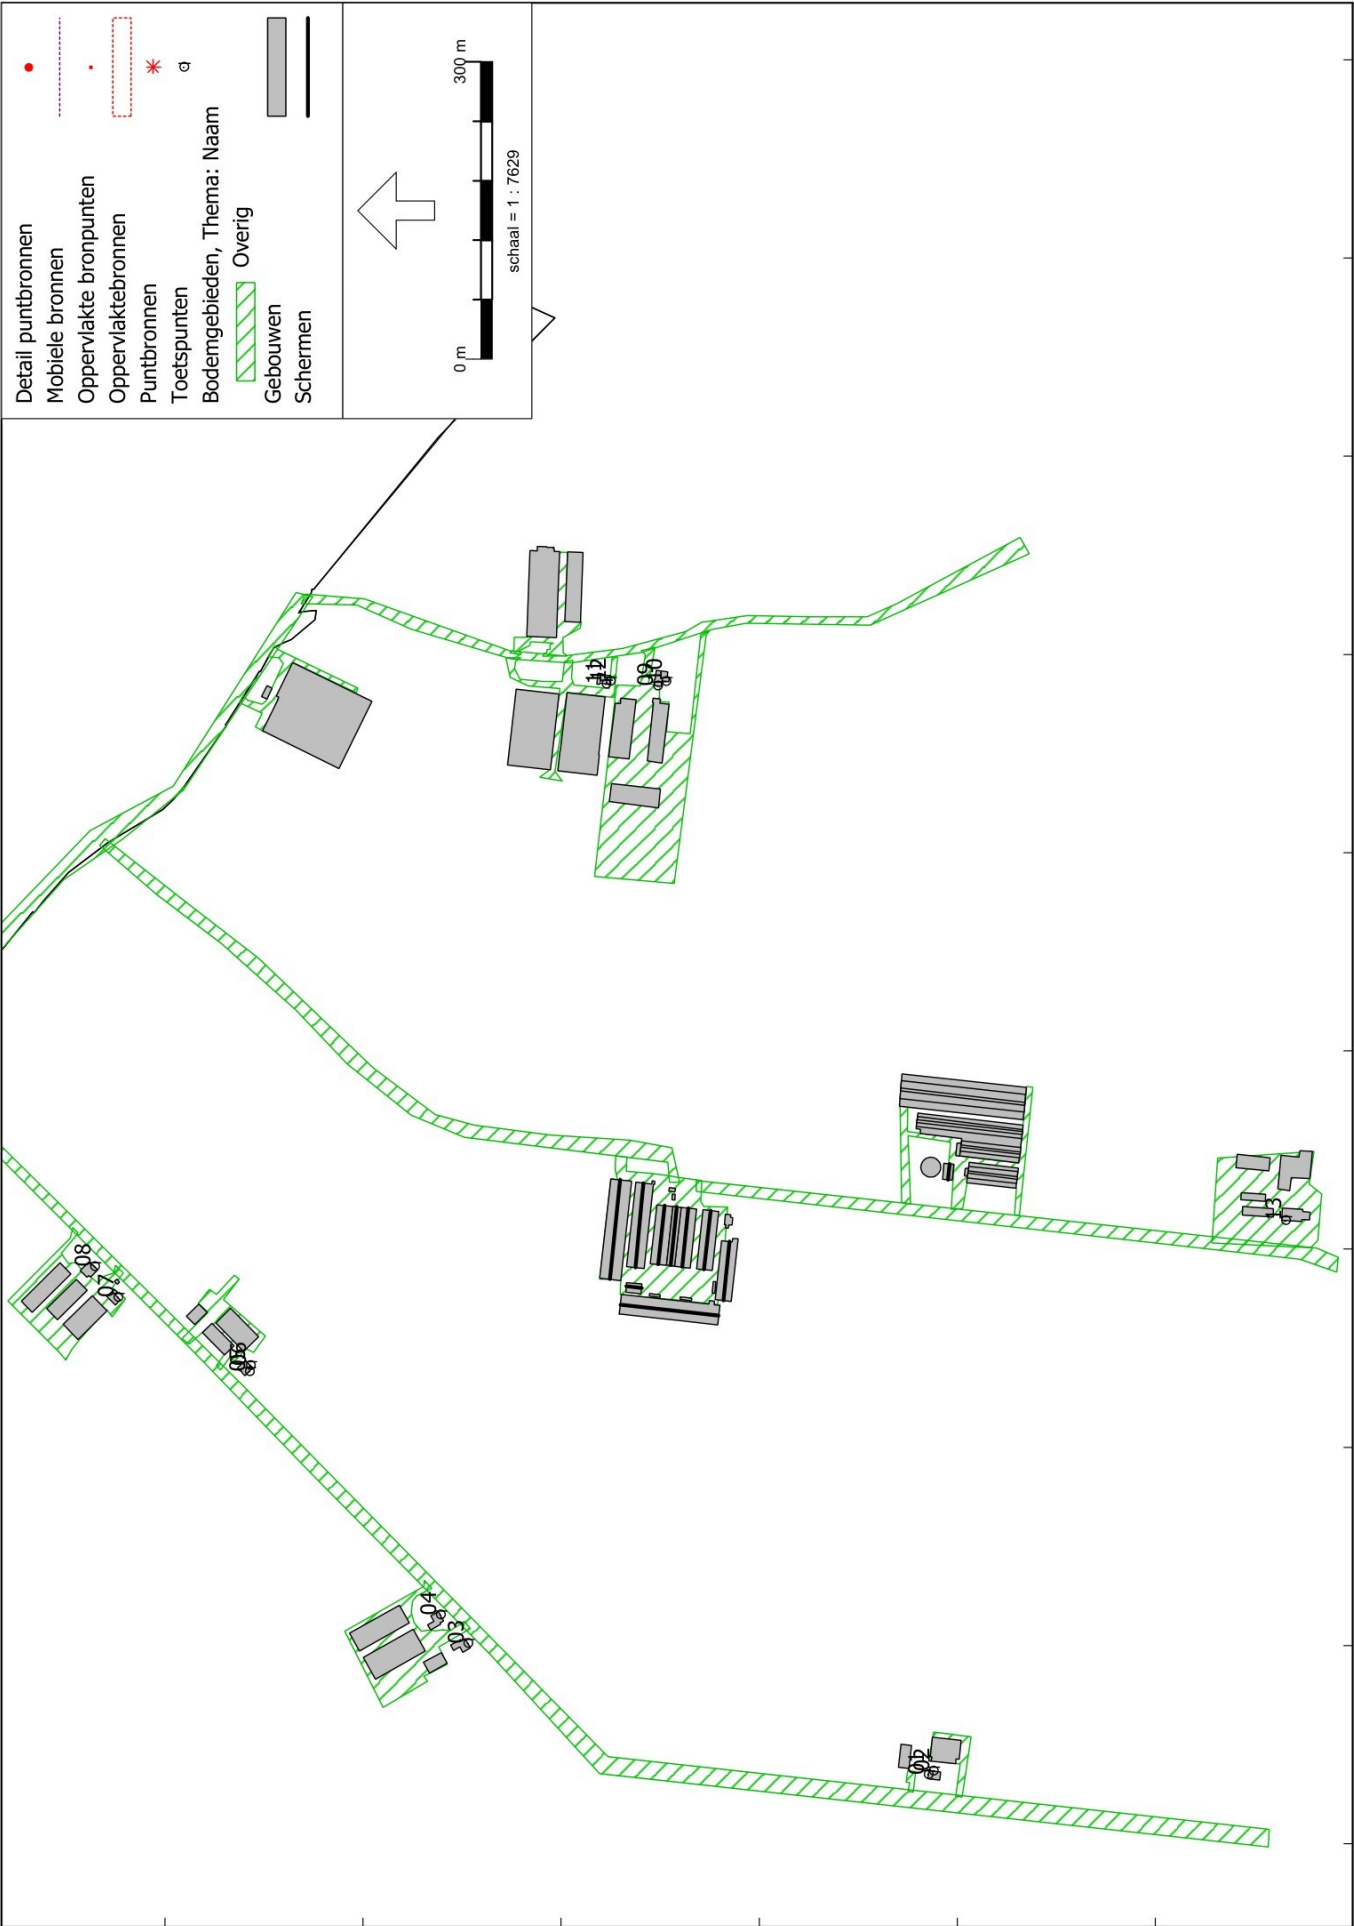 Detail puntbronnen
Mobiele bronnen
Oppervlakte bronpunten
Oppervlaktebronnen
Puntbronnen
Toetspunten
Bodemgebieden, Thema: Naam
Overig
Gebouwen
Schermen
0 m
300 m
schaal = 1 : 7629
12
09
13
08
07
06
04
03
02